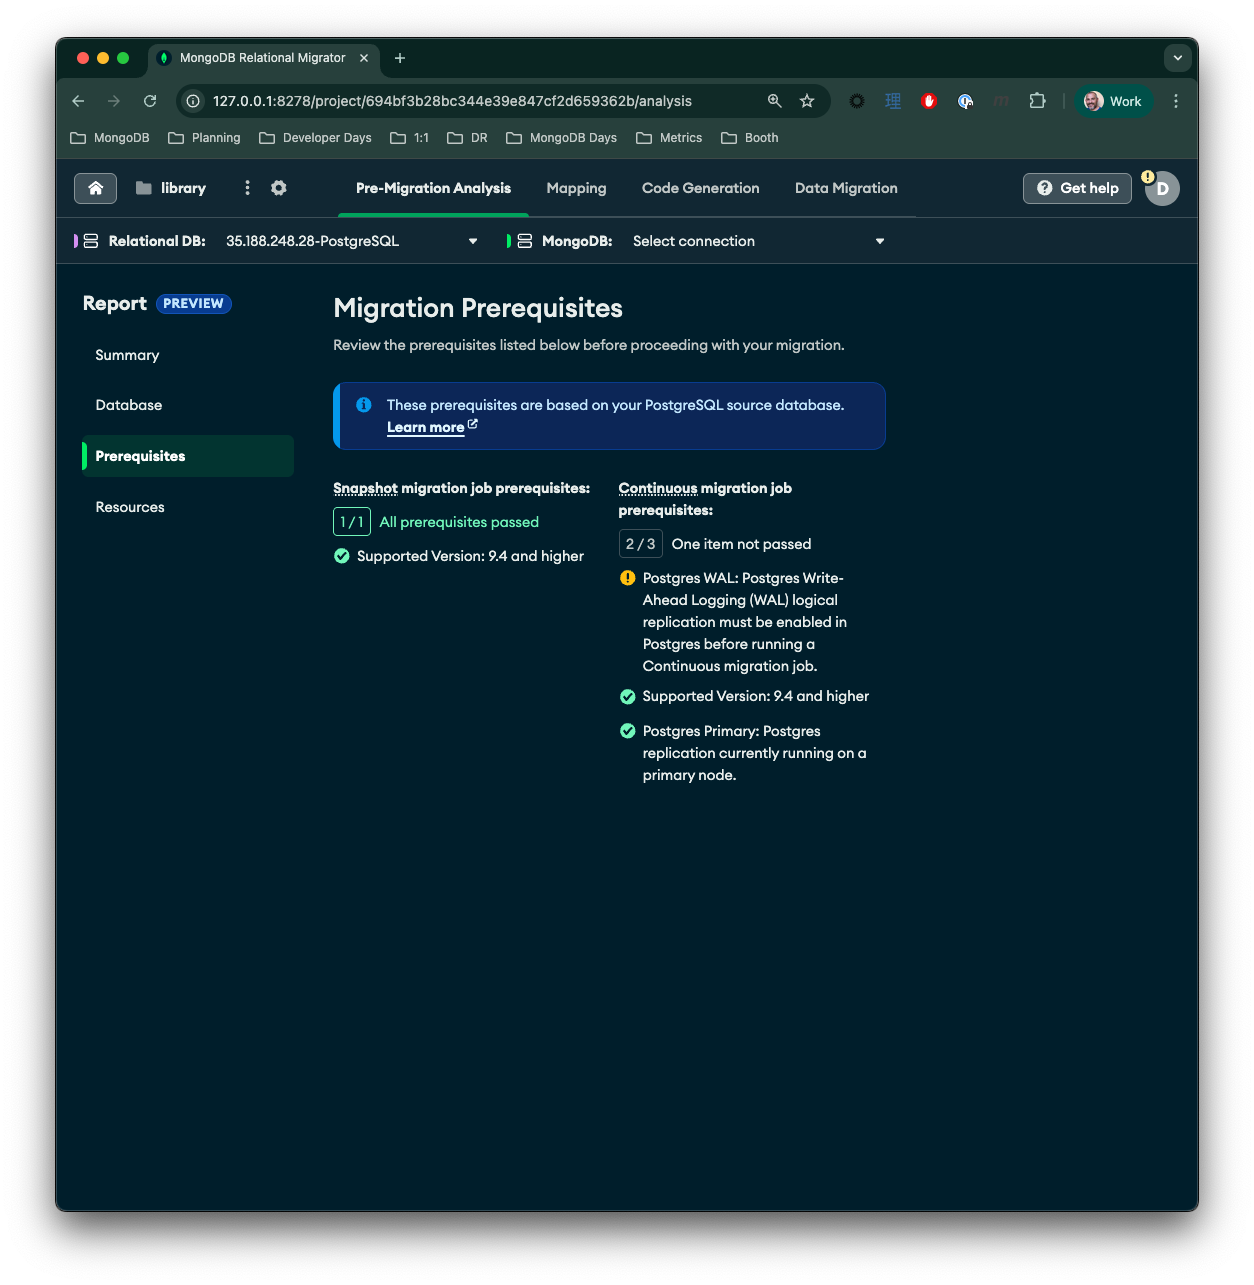 MongoDB Relational Migrator
127.0.0.1:8278/project/694bf3b28bc344e39e847cf2d659362b/analysis
Work
MongoDB
Planning
Developer Days
1:1
DR
MongoDB Days
Metrics
Booth
library
Pre-Migration Analysis
Mapping
Code Generation
Data Migration
Get help
D
Relational DB:
35.188.248.28-PostgreSQL
MongoDB:
Select connection
Report PREVIEW
Summary
Database
Prerequisites
Resources
Migration Prerequisites
Review the prerequisites listed below before proceeding with your migration.
These prerequisites are based on your PostgreSQL source database.
Learn more
Snapshot migration job prerequisites:
1 / 1 All prerequisites passed
Supported Version: 9.4 and higher
Continuous migration job
prerequisites:
2 / 3 One item not passed
Postgres WAL: Postgres Write-
Ahead Logging (WAL) logical
replication must be enabled in
Postgres before running a
Continuous migration job.
Supported Version: 9.4 and higher
Postgres Primary: Postgres
replication currently running on a
primary node.